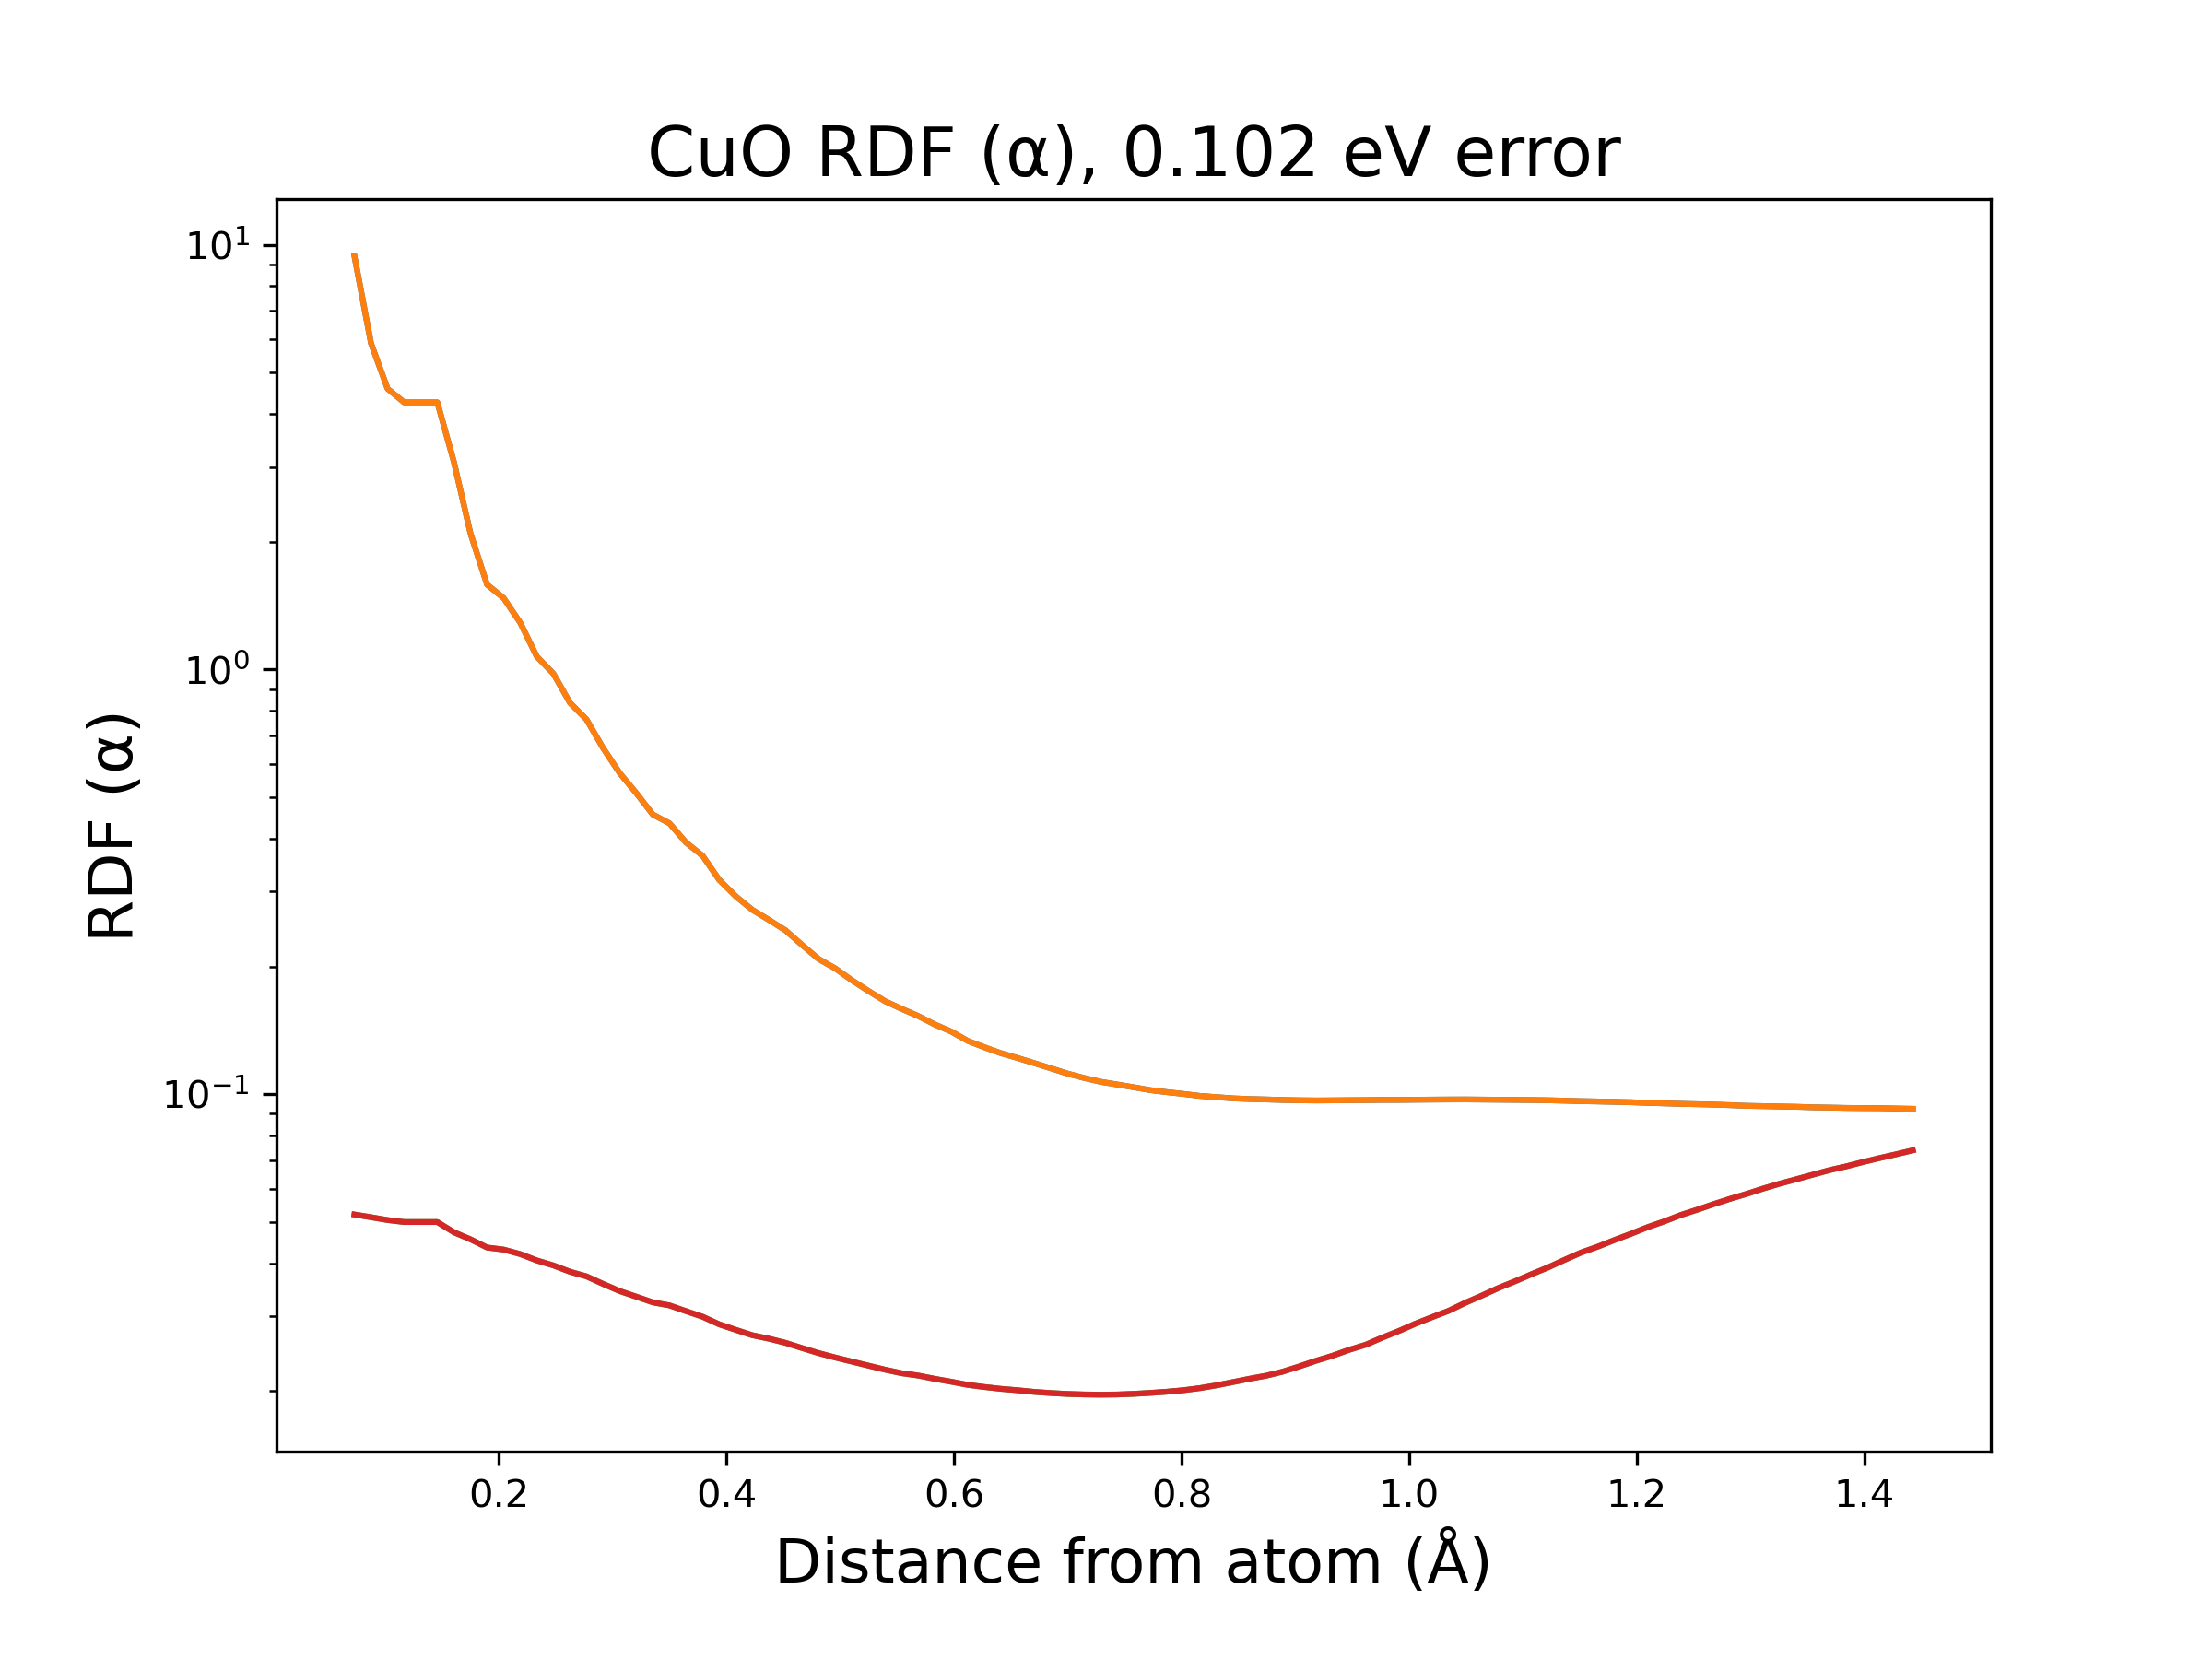 CuO RDF (α), 0.102 eV error
10¹
10⁰
10⁻¹
RDF (α)
0.2 0.4 0.6 0.8 1.0 1.2 1.4
Distance from atom (Å)